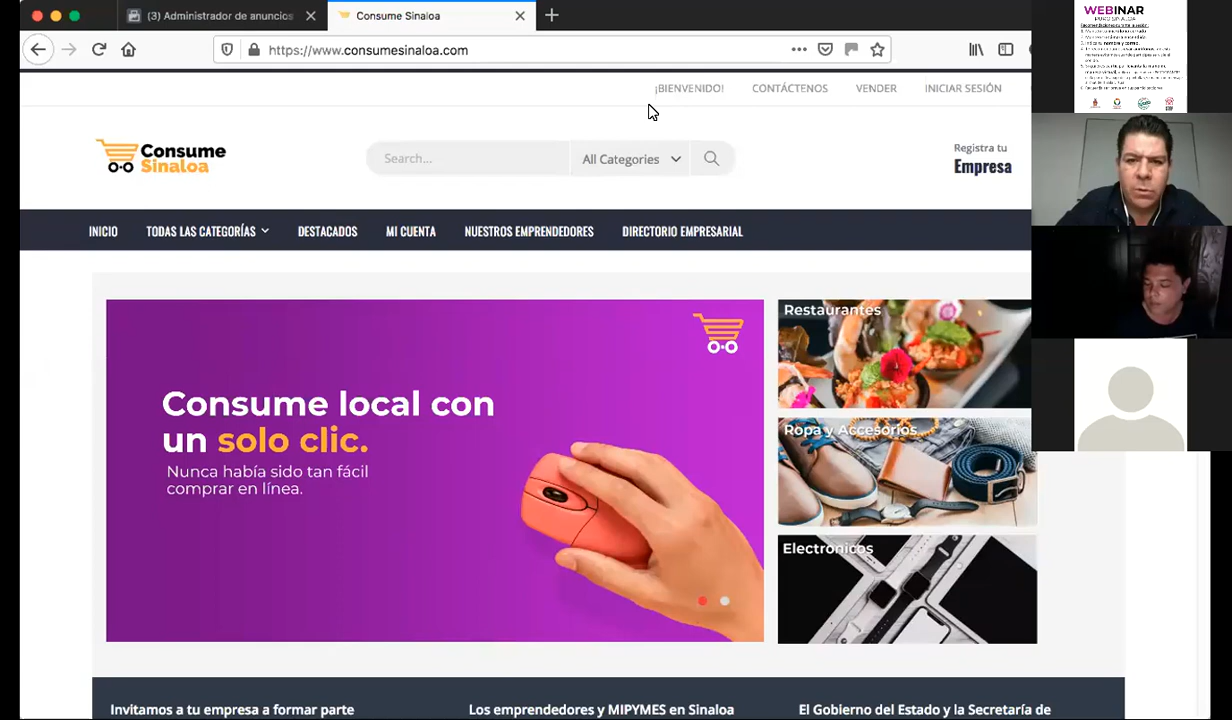 (3) Administrador de anuncios
Consume Sinaloa
https://www.consumesinaloa.com
¡BIENVENIDO! CONTÁCTENOS VENDER INICIAR SESIÓN
Consume
Sinaloa
Search...
All Categories
Registra tu
Empresa
INICIO TODAS LAS CATEGORÍAS DESTACADOS MI CUENTA NUESTROS EMPRENDEDORES DIRECTORIO EMPRESARIAL
Consume local con
un solo clic.
Nunca había sido tan fácil
comprar en línea.
Restaurantes
Ropa y Accesorios
Electronicos
Invitamos a tu empresa a formar parte
Los emprendedores y MIPYMES en Sinaloa
El Gobierno del Estado y la Secretaría de
WEBINAR
PURO SINALOA